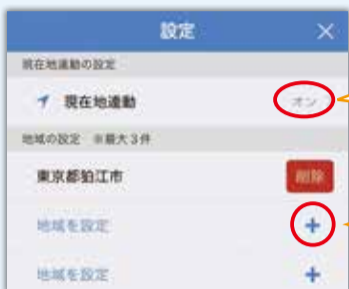 設定 ×
現在地連動の設定
現在地連動 オン
地域の設定 ※最大3件
東京都狛江市 削除
地域を設定 +
地域を設定 +